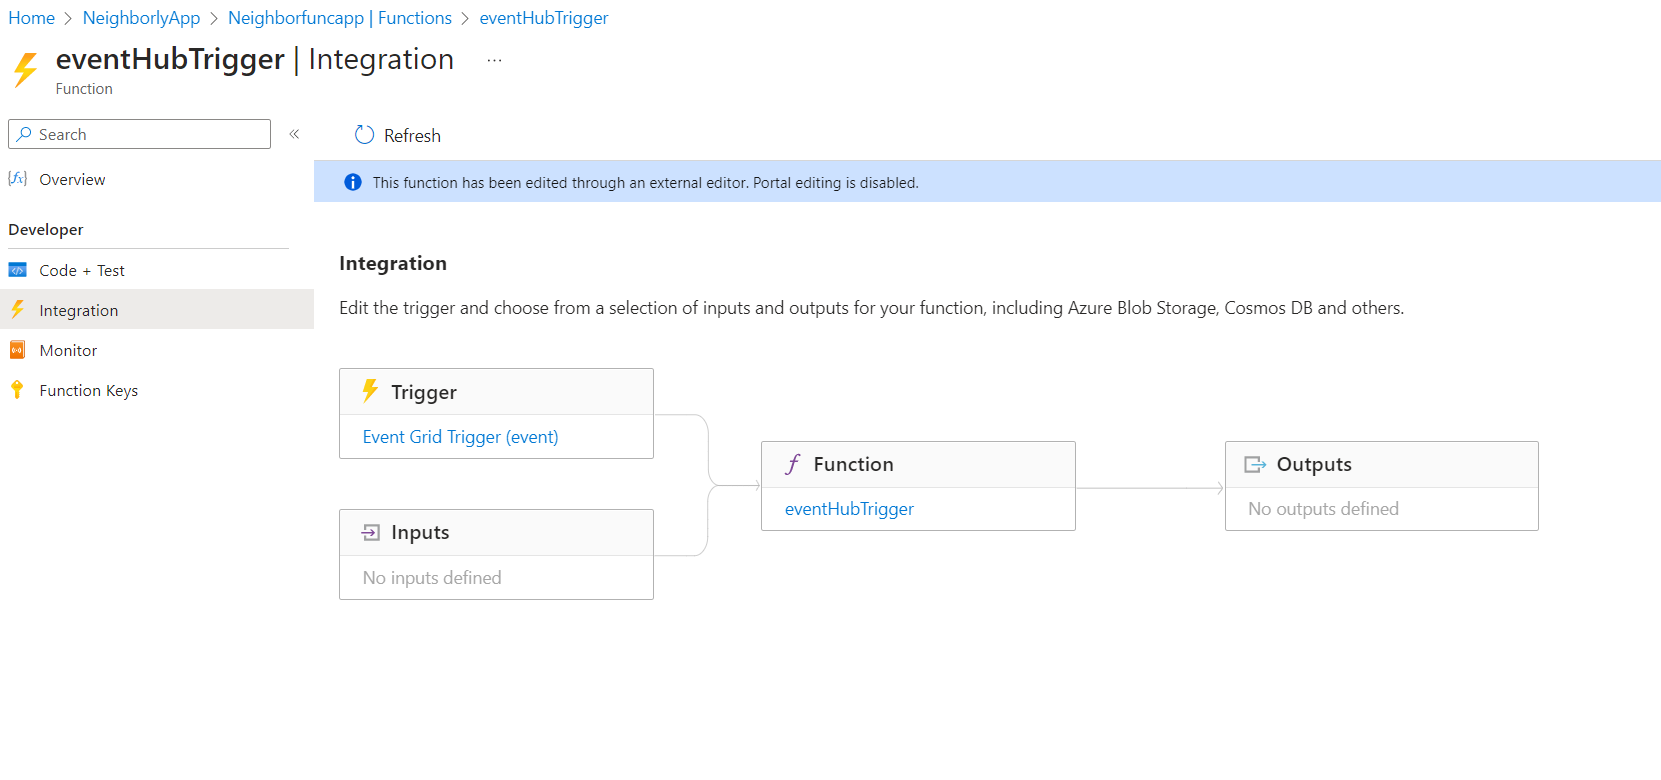 Home > NeighborlyApp > Neighborfuncapp | Functions > eventHubTrigger
eventHubTrigger | Integration ...
Function
Search «
Refresh
Overview
This function has been edited through an external editor. Portal editing is disabled.
Developer
Code + Test
Integration
Monitor
Function Keys
Integration
Edit the trigger and choose from a selection of inputs and outputs for your function, including Azure Blob Storage, Cosmos DB and others.
Trigger
Event Grid Trigger (event)
Inputs
No inputs defined
Function
eventHubTrigger
Outputs
No outputs defined